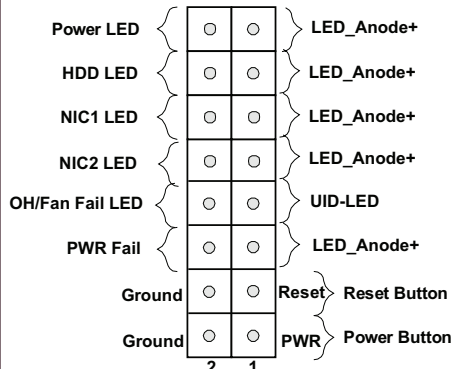 Power LED LED_Anode+
HDD LED LED_Anode+
NIC1 LED LED_Anode+
NIC2 LED LED_Anode+
OH/Fan Fail LED UID-LED
PWR Fail LED_Anode+
Ground Reset Reset Button
Ground PWR Power Button
2 1